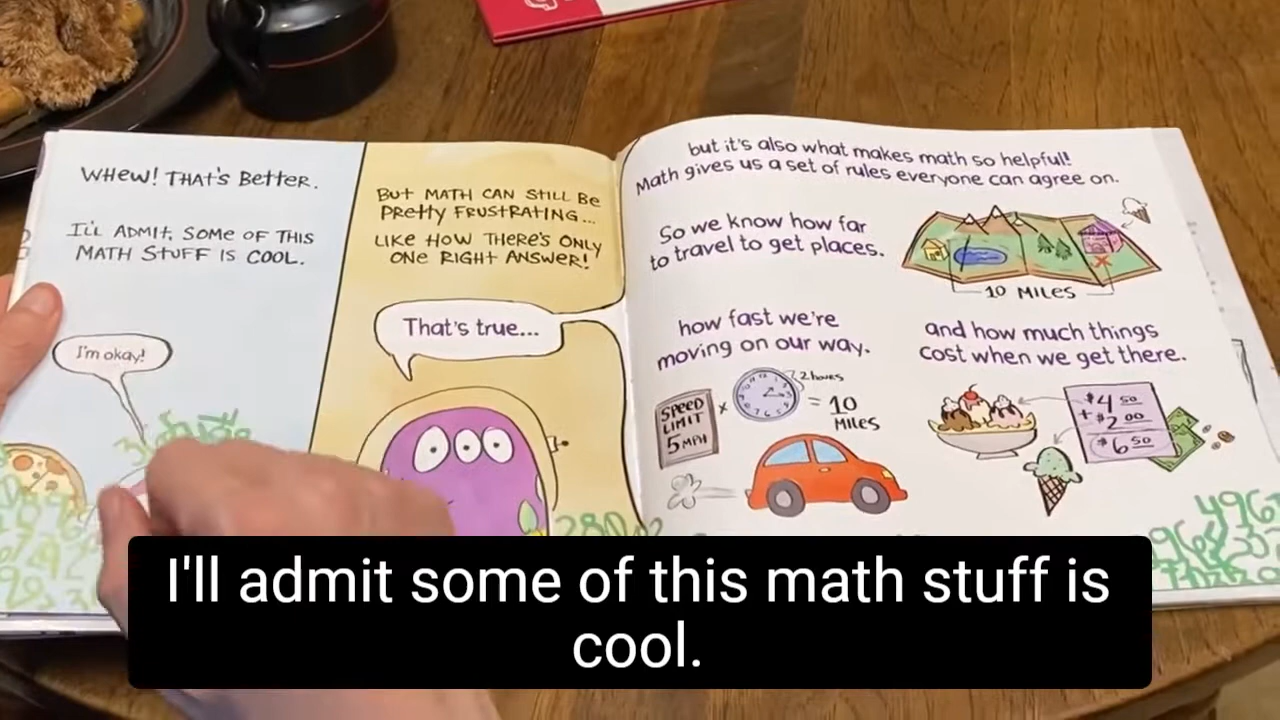 WHEW! THAT'S BETTER.
I'LL ADMIT, SOME OF THIS
MATH STUFF IS COOL.
I'm okay!
BUT MATH CAN STILL BE
PRETTY FRUSTRATING...
LIKE HOW THERE'S ONLY
ONE RIGHT ANSWER!
That's true...
but it's also what makes math so helpful!
Math gives us a set of rules everyone can agree on.
So we know how far
to travel to get places.
10 MILES
how fast we're
moving on our way.
SPEED
LIMIT
5 MPH
x
2 hours
= 10
MILES
and how much things
cost when we get there.
$4 50
+ $2 00
$6 50
I'll admit some of this math stuff is
cool.